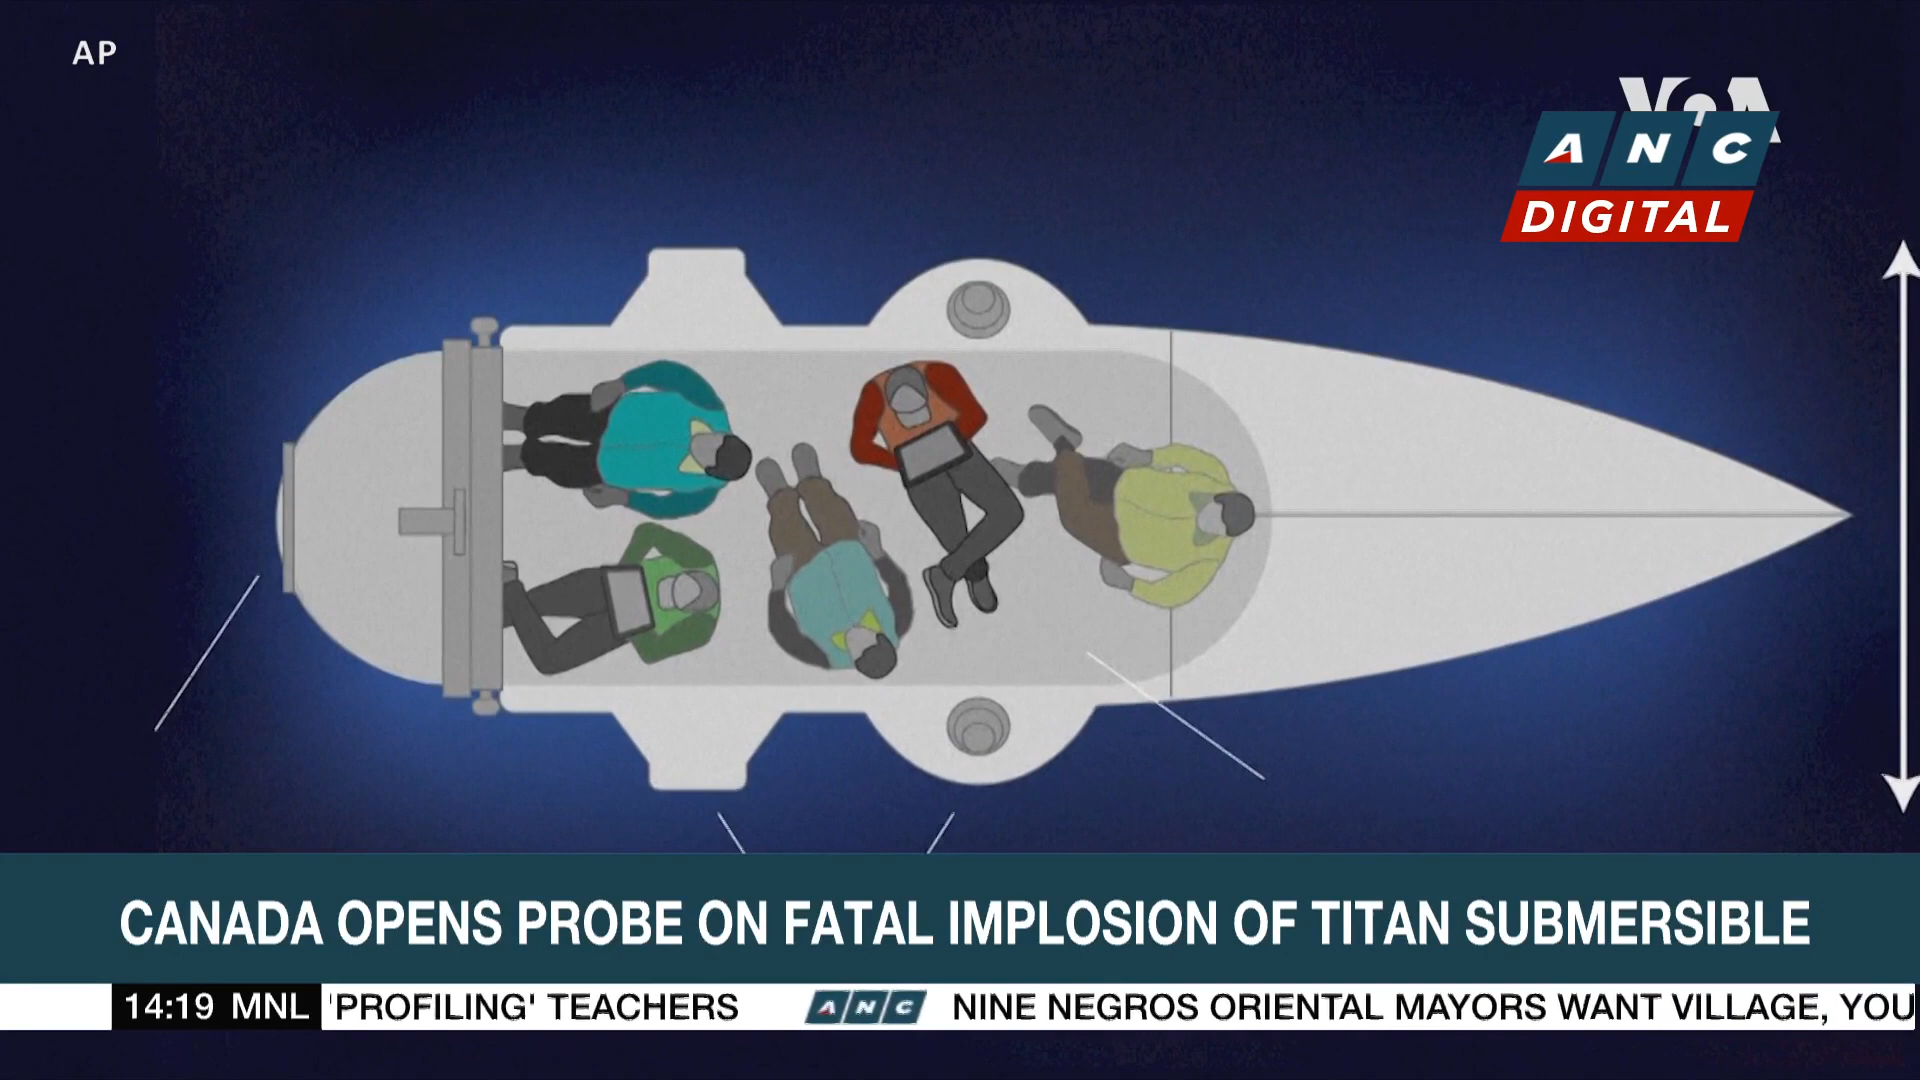 AP
VOA
ANC
DIGITAL
CANADA OPENS PROBE ON FATAL IMPLOSION OF TITAN SUBMERSIBLE
14:19 MNL 'PROFILING' TEACHERS ANC NINE NEGROS ORIENTAL MAYORS WANT VILLAGE, YOU